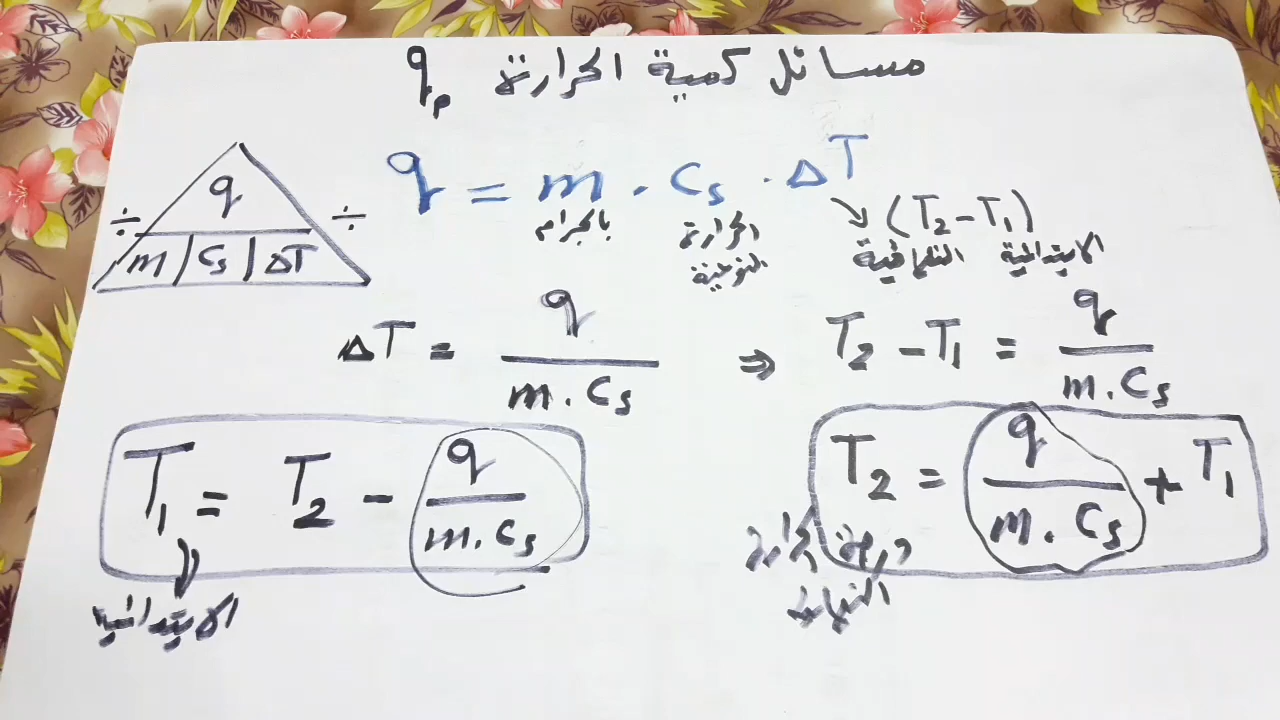 مسائل كمية الحرارة qₚ
q = m . Cs . ΔT
بالجرام الحرارة النوعية (T₂ – T₁)
النهائية الابتدائية
÷ q ÷
m | Cs | ΔT
ΔT = q / m . Cs ⇒ T₂ – T₁ = q / m . Cs
T₁ = T₂ – q / m . Cs
الابتدائية
T₂ = q / m . Cs + T₁
درجة الحرارة
النهائية